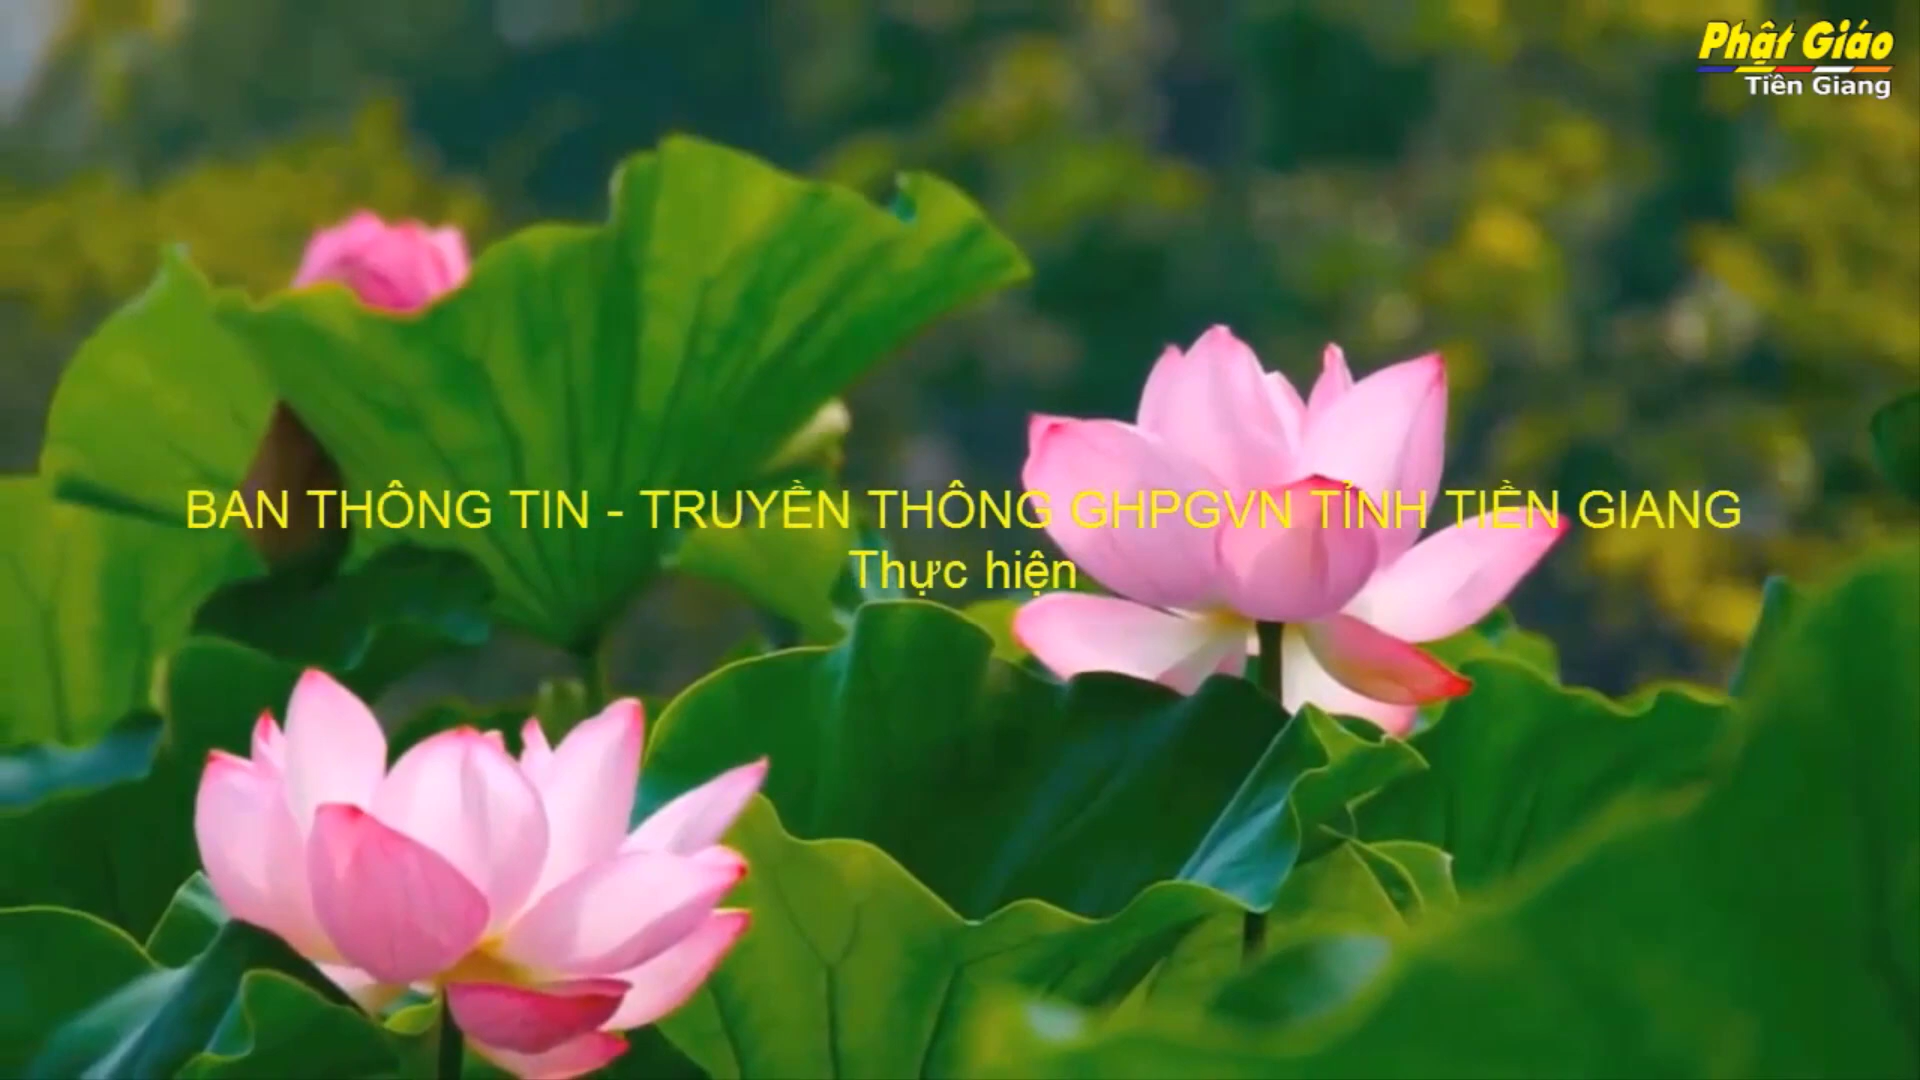 Phật Giáo
Tiền Giang
BAN THÔNG TIN - TRUYỀN THÔNG GHPGVN TỈNH TIỀN GIANG
Thực hiện